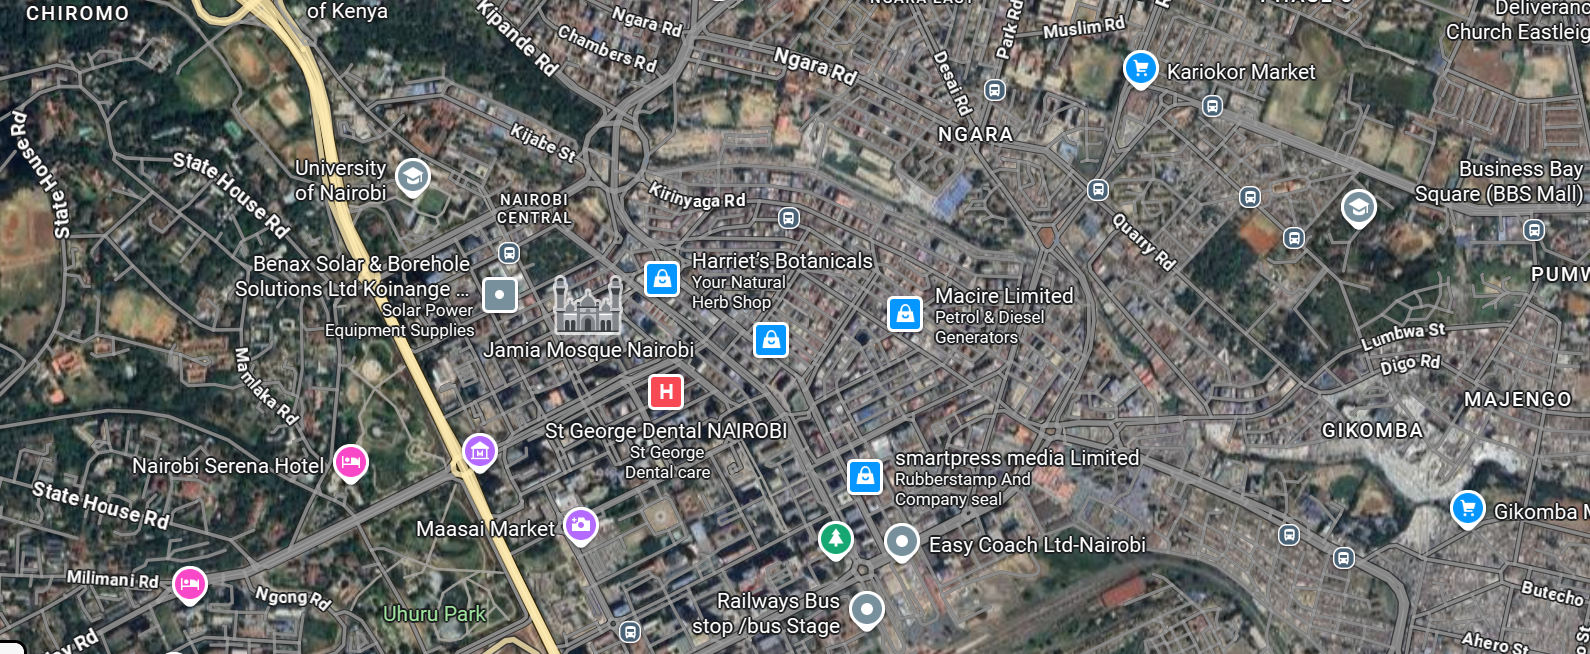 CHIROMO
of Kenya
Kipande Rd
Ngara Rd
Chambers Rd
Ngara Rd
Desai Rd
Park Rd
Muslim Rd
Deliveranc
Church Eastleig
Kariokor Market
NGARA
Kijabe St
State House Rd
State House Rd
University
of Nairobi
NAIROBI
CENTRAL
Kirinyaga Rd
Quarry Rd
Business Bay
Square (BBS Mall)
PUMW
Benax Solar & Borehole
Solutions Ltd Koinange ...
Solar Power
Equipment Supplies
Harriet's Botanicals
Your Natural
Herb Shop
Macire Limited
Petrol & Diesel
Generators
Jamia Mosque Nairobi
Lumbwa St
Digo Rd
Mamlaka Rd
H
MAJENGO
GIKOMBA
St George Dental NAIROBI
St George
Dental care
Nairobi Serena Hotel
smartpress media Limited
Rubberstamp And
Company seal
State House Rd
Maasai Market
Gikomba M
Easy Coach Ltd-Nairobi
Milimani Rd
Ngong Rd
Uhuru Park
Railways Bus
stop /bus Stage
Butecho
Ahero St